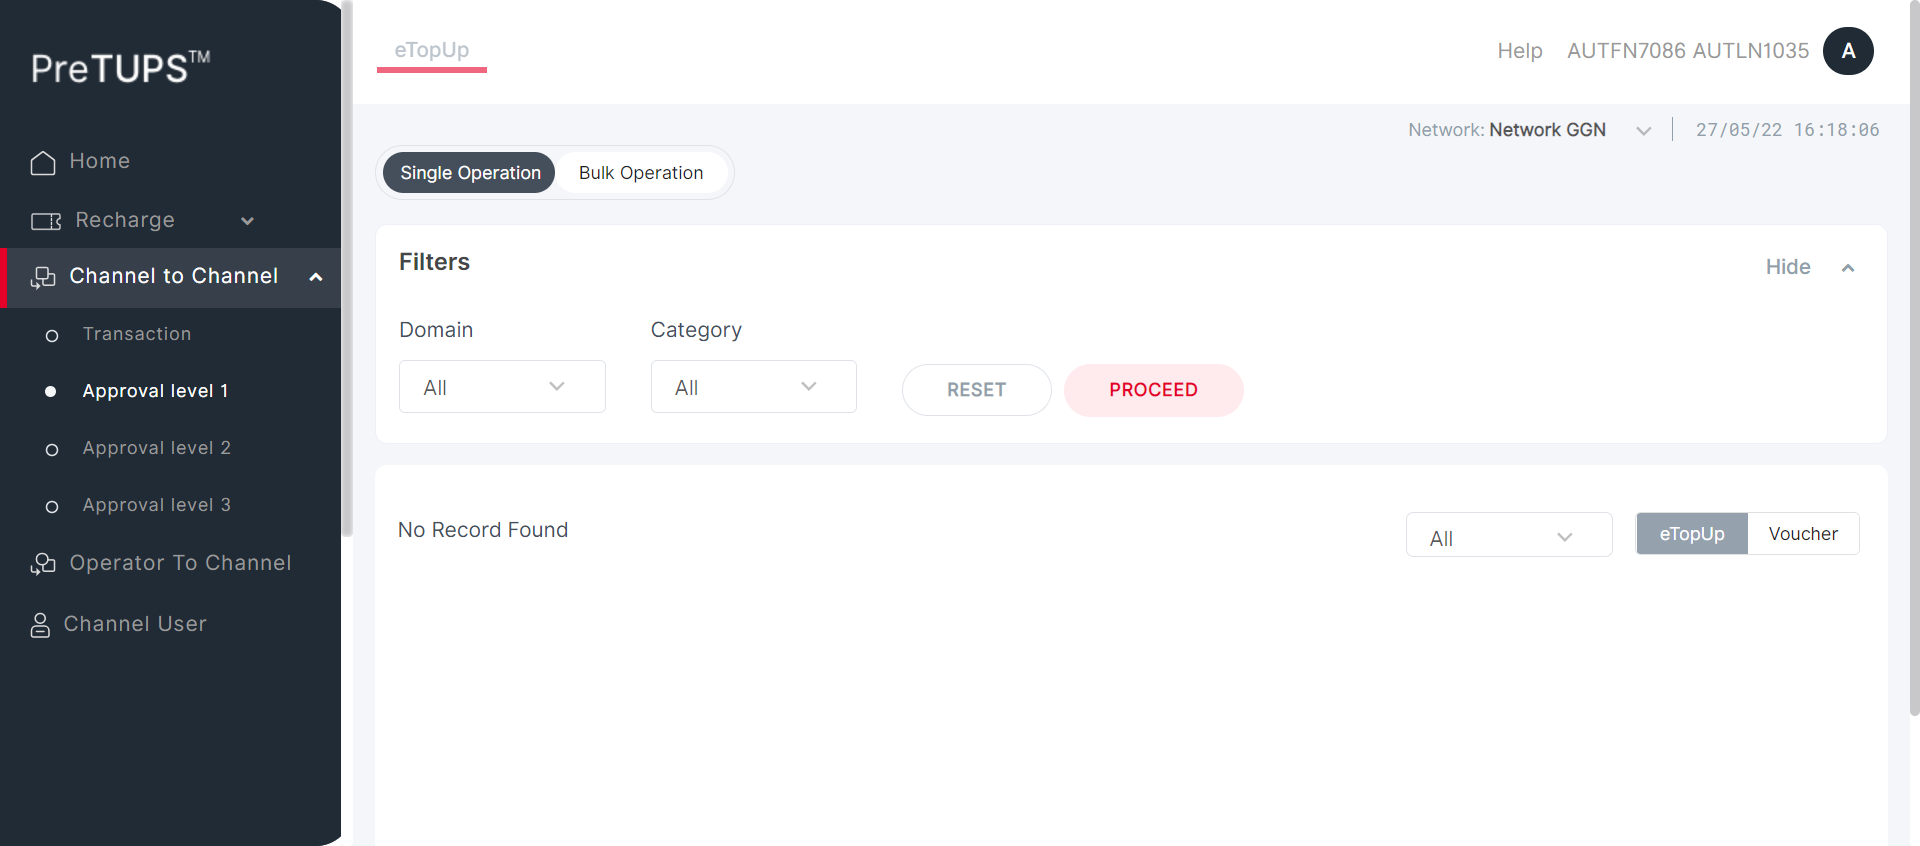 PreTUPS™
Home
Recharge
Channel to Channel
Transaction
Approval level 1
Approval level 2
Approval level 3
Operator To Channel
Channel User
eTopUp
Help AUTFN7086 AUTLN1035 A
Network: Network GGN 27/05/22 16:18:06
Single Operation Bulk Operation
Filters
Hide
Domain Category
All All RESET PROCEED
No Record Found All eTopUp Voucher